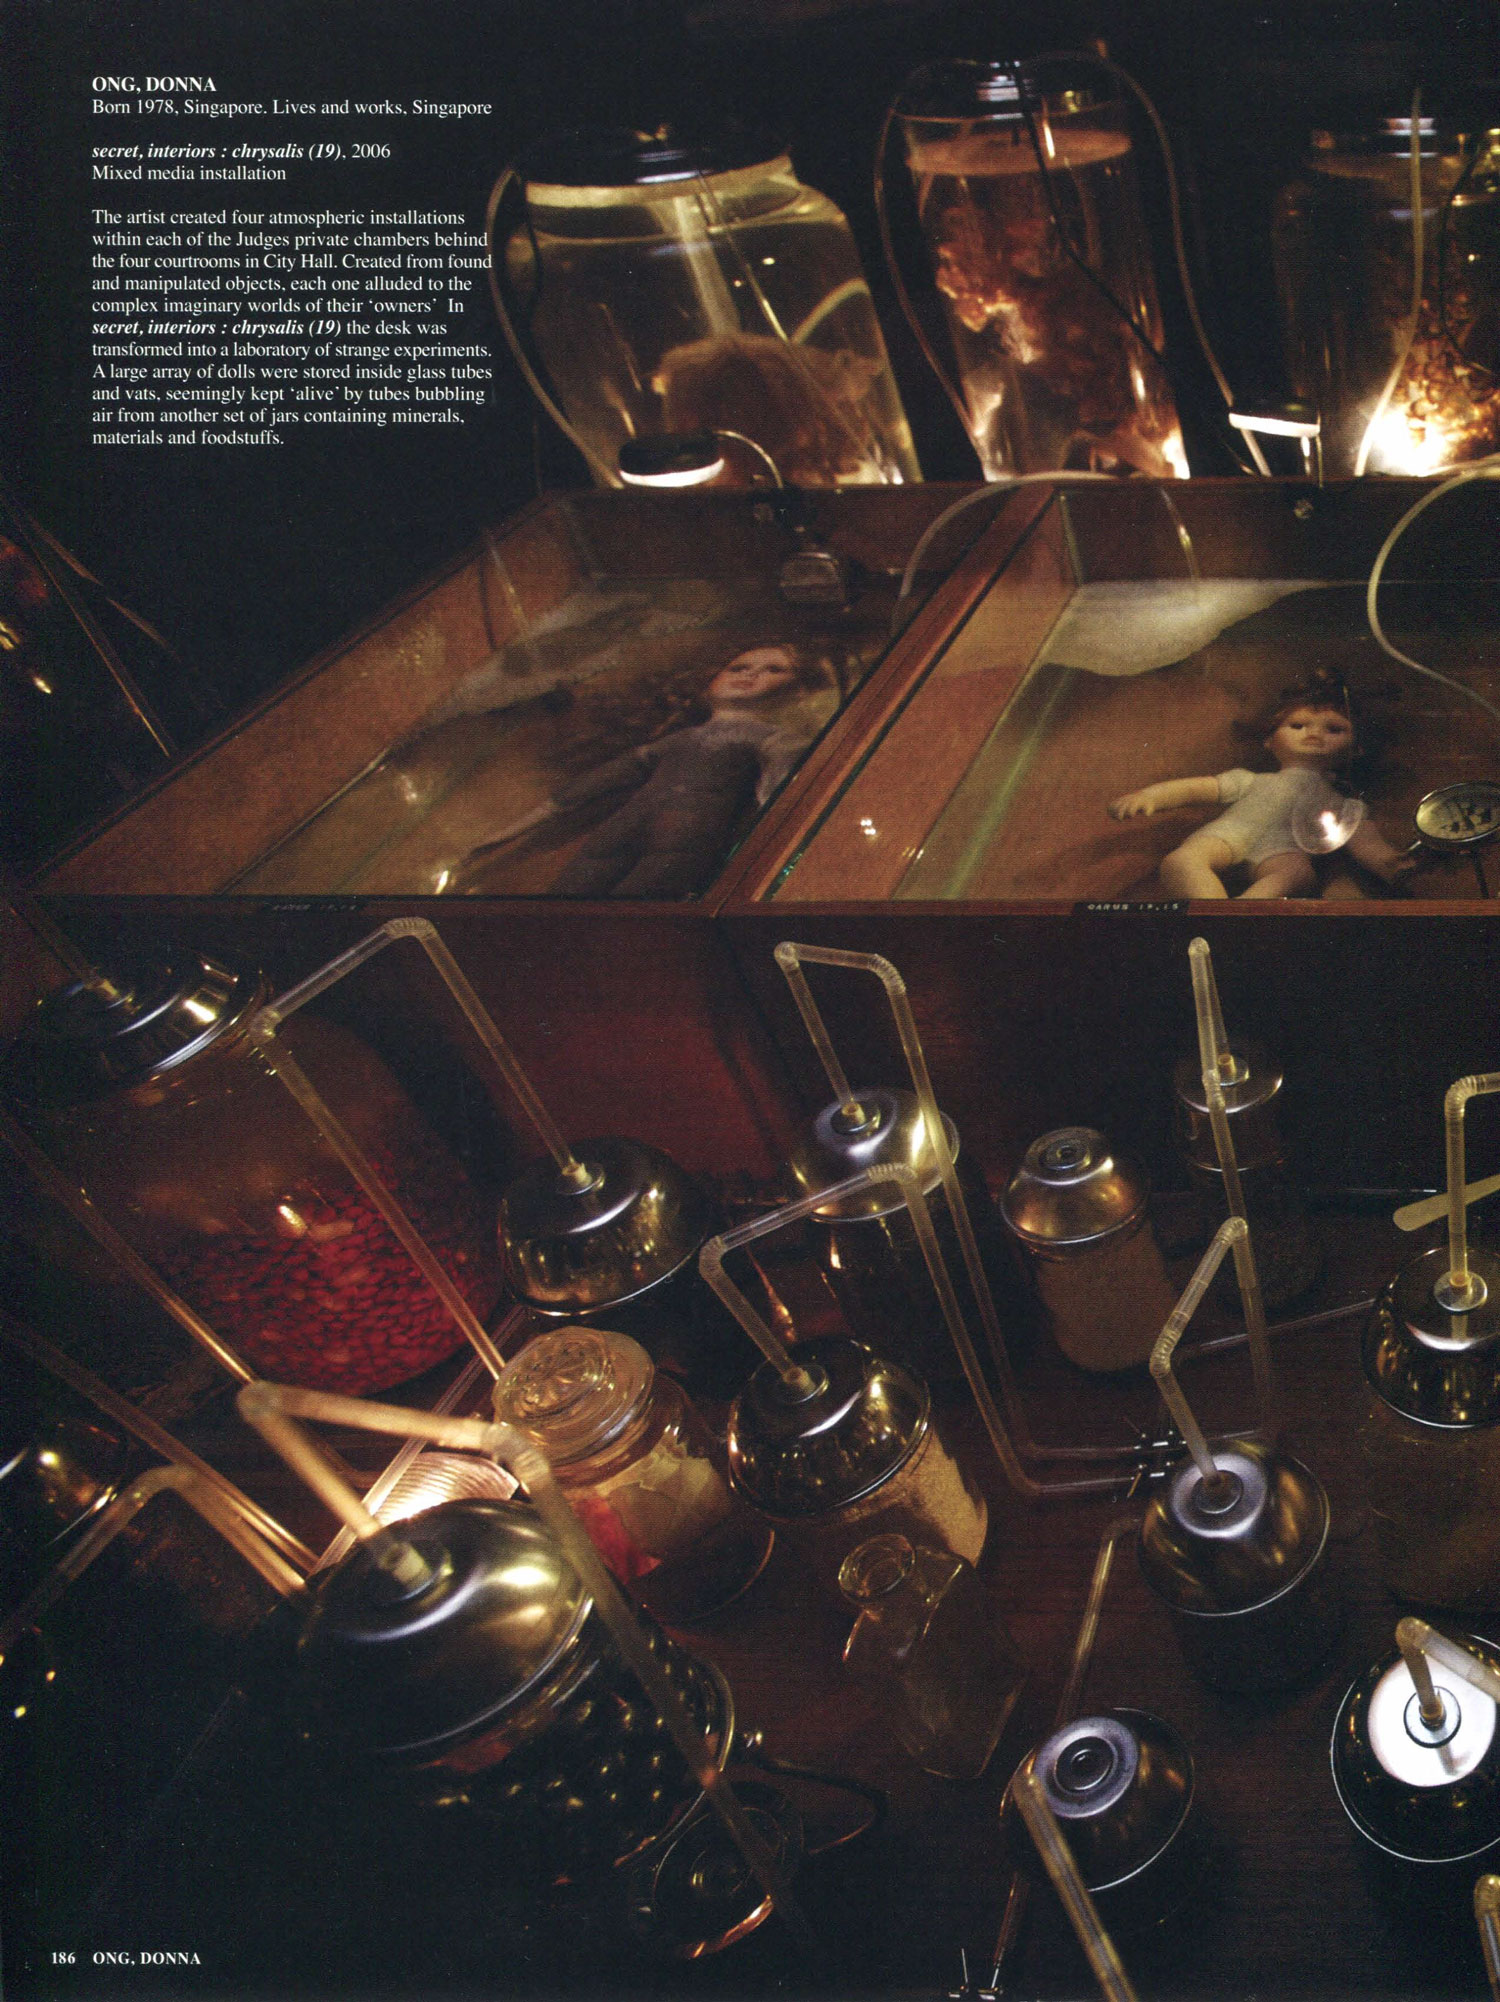 ONG, DONNA
Born 1978, Singapore. Lives and works, Singapore
secret, interiors : chrysalis (19), 2006
Mixed media installation
The artist created four atmospheric installations
within each of the Judges private chambers behind
the four courtrooms in City Hall. Created from found
and manipulated objects, each one alluded to the
complex imaginary worlds of their ‘owners’ In
secret, interiors : chrysalis (19) the desk was
transformed into a laboratory of strange experiments.
A large array of dolls were stored inside glass tubes
and vats, seemingly kept ‘alive’ by tubes bubbling
air from another set of jars containing minerals,
materials and foodstuffs.
186 ONG, DONNA